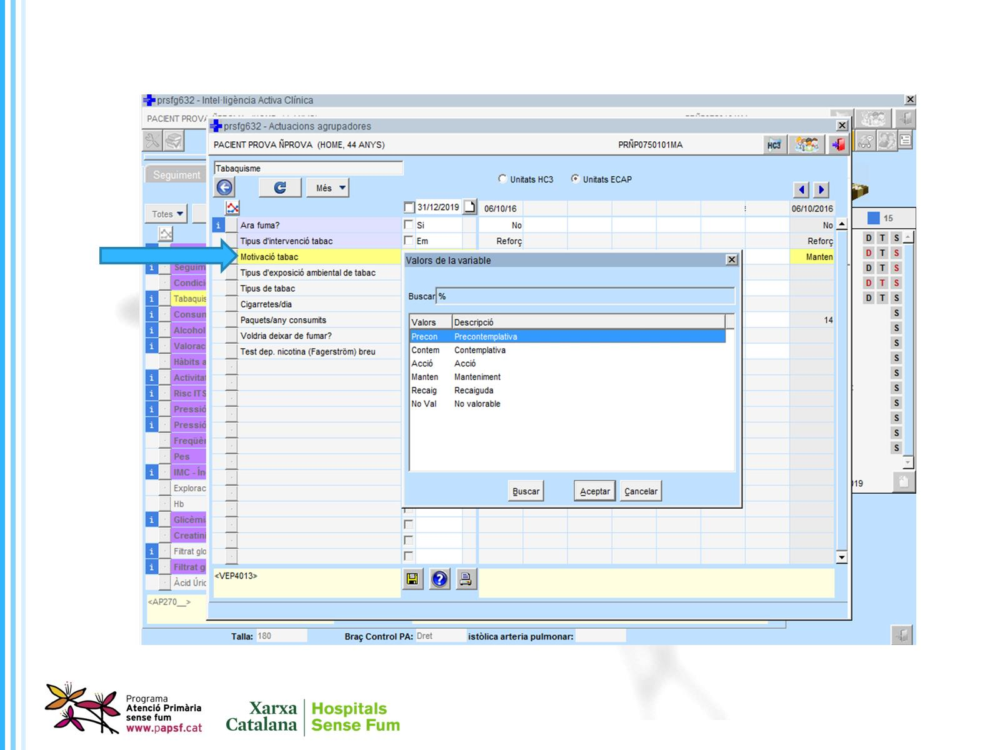 prsfg632 - Intel·ligència Activa Clínica
PACIENT PROVA
prsfg632 - Actuacions agrupadores
PACIENT PROVA ÑPROVA (HOME, 44 ANYS) PRÑP0750101MA HC3
Tabaquisme
Unitats HC3 Unitats ECAP
Més
31/12/2019 06/10/16 06/10/2016
i Ara fuma? Si No No
Tipus d'intervenció tabac Em Reforç Reforç
Motivació tabac Manten
Tipus d'exposició ambiental de tabac
Tipus de tabac
Cigarretes/dia
Paquets/any consumits 14
Voldria deixar de fumar?
Test dep. nicotina (Fagerström) breu
<VEP4013>
Valors de la variable
Buscar %
Valors Descripció
Precon Precontemplativa
Contem Contemplativa
Acció Acció
Manten Manteniment
Recaig Recaiguda
No Val No valorable
Buscar Aceptar Cancelar
Seguiment
Totes
i Seguim
Condici
i Tabaquis
i Consun
i Alcohol
i Valorac
Hàbits a
i Activitat
i Risc ITS
i Pressió
i Pressió
Freqüèn
Pes
i IMC - Ín
Explorac
Hb
i Glicèmi
Creatini
i Filtrat glo
i Filtrat g
Àcid Úric
<AP270__>
15
D T S
D T S
D T S
D T S
D T S
S
S
S
S
S
S
S
S
S
S
)19
Talla: 180 Braç Control PA: Dret istòlica arteria pulmonar:
Programa
Atenció Primària
sense fum
www.papsf.cat
Xarxa
Catalana
Hospitals
Sense Fum